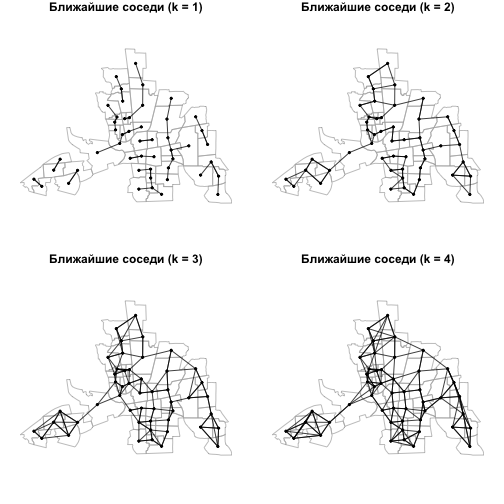 Ближайшие соседи (k = 1)
Ближайшие соседи (k = 2)
Ближайшие соседи (k = 3)
Ближайшие соседи (k = 4)